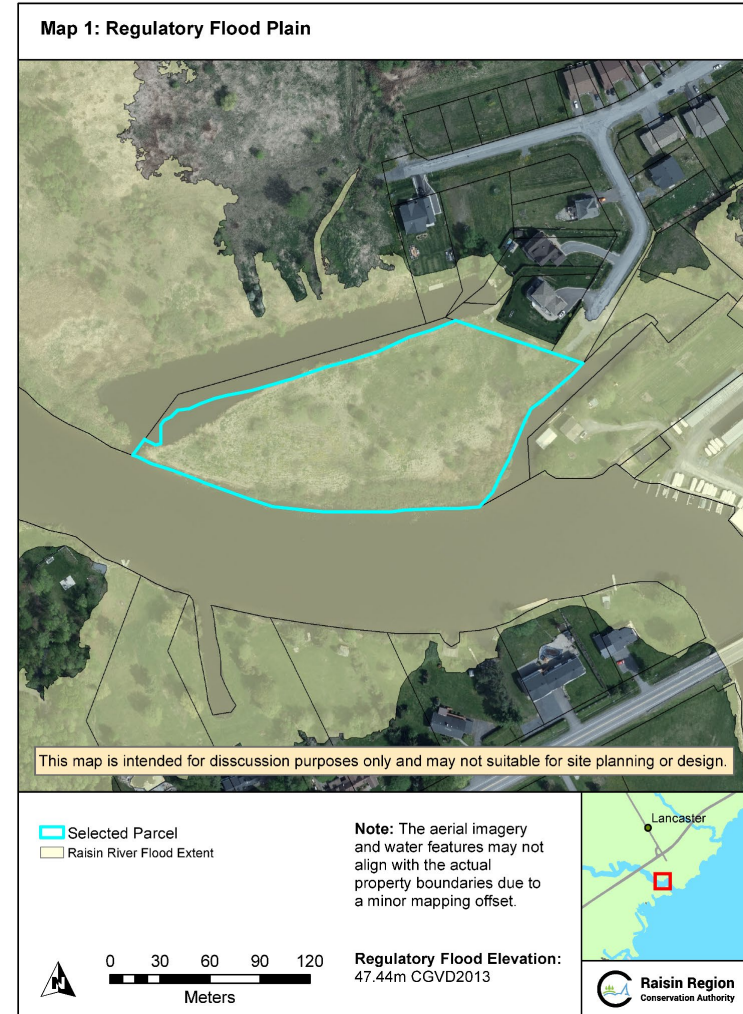 Map 1: Regulatory Flood Plain
This map is intended for disscussion purposes only and may not suitable for site planning or design.
Selected Parcel
Raisin River Flood Extent
Note: The aerial imagery
and water features may not
align with the actual
property boundaries due to
a minor mapping offset.
Regulatory Flood Elevation:
47.44m CGVD2013
N
0 30 60 90 120
Meters
Lancaster
Raisin Region
Conservation Authority